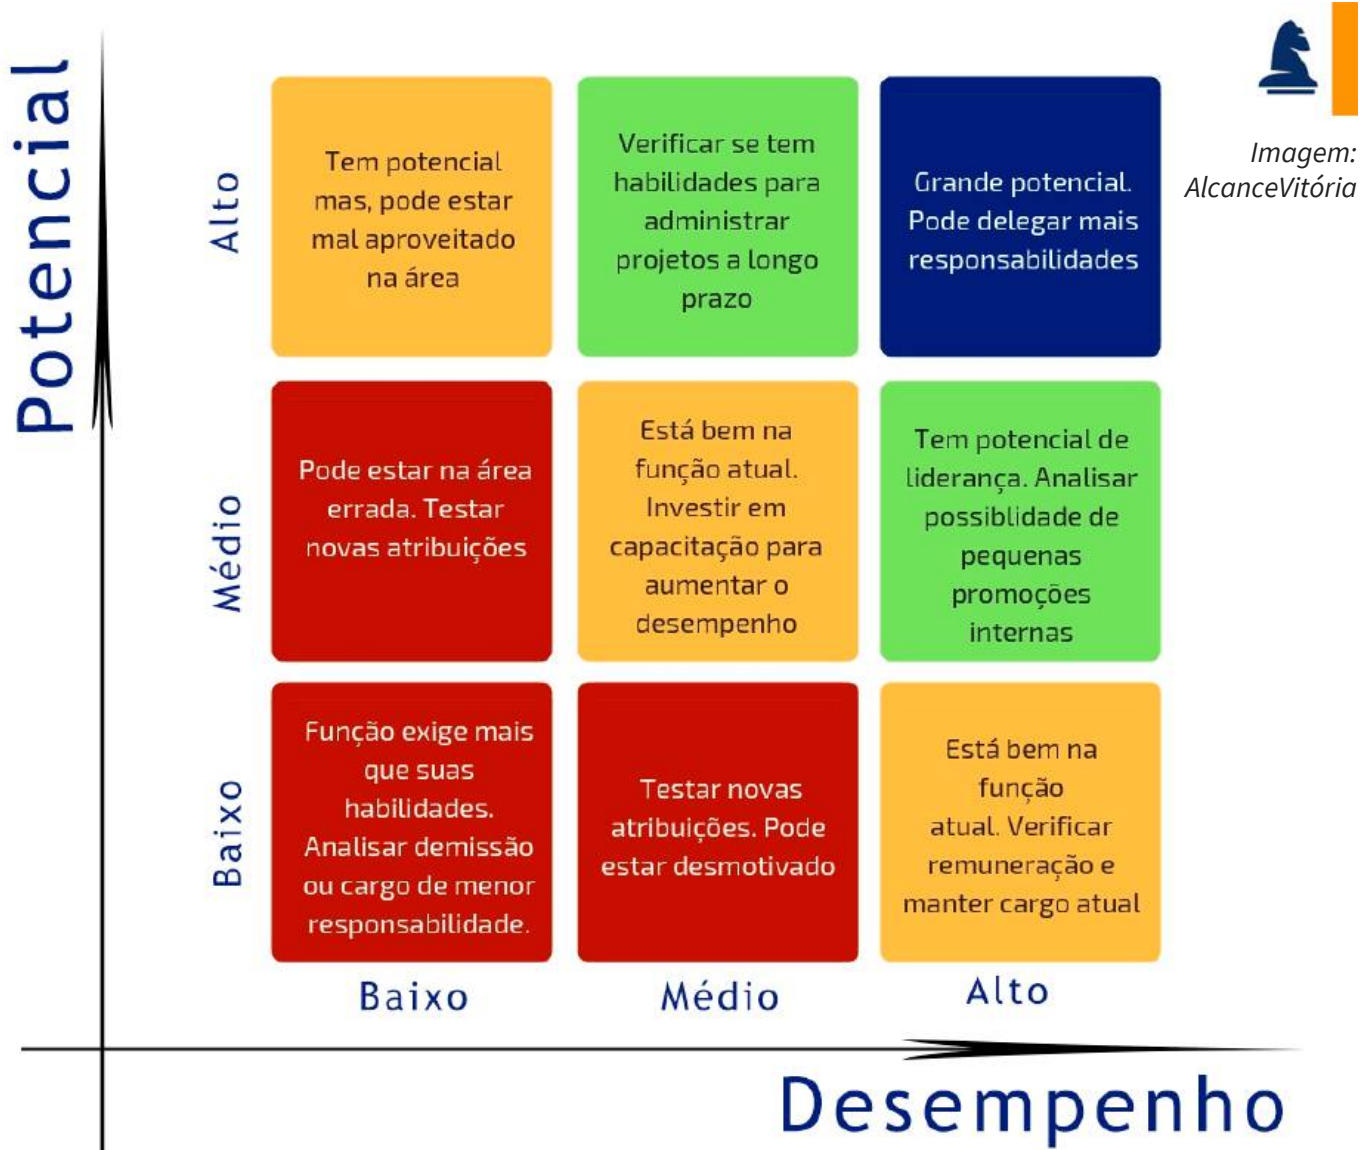 Potencial
Imagem:
AlcanceVitória
Alto
Tem potencial
mas, pode estar
mal aproveitado
na área
Verificar se tem
habilidades para
administrar
projetos a longo
prazo
Grande potencial.
Pode delegar mais
responsabilidades
Médio
Pode estar na área
errada. Testar
novas atribuições
Está bem na
função atual.
Investir em
capacitação para
aumentar o
desempenho
Tem potencial de
liderança. Analisar
possiblidade de
pequenas
promoções
internas
Baixo
Função exige mais
que suas
habilidades.
Analisar demissão
ou cargo de menor
responsabilidade.
Testar novas
atribuições. Pode
estar desmotivado
Está bem na
função
atual. Verificar
remuneração e
manter cargo atual
Baixo
Médio
Alto
Desempenho